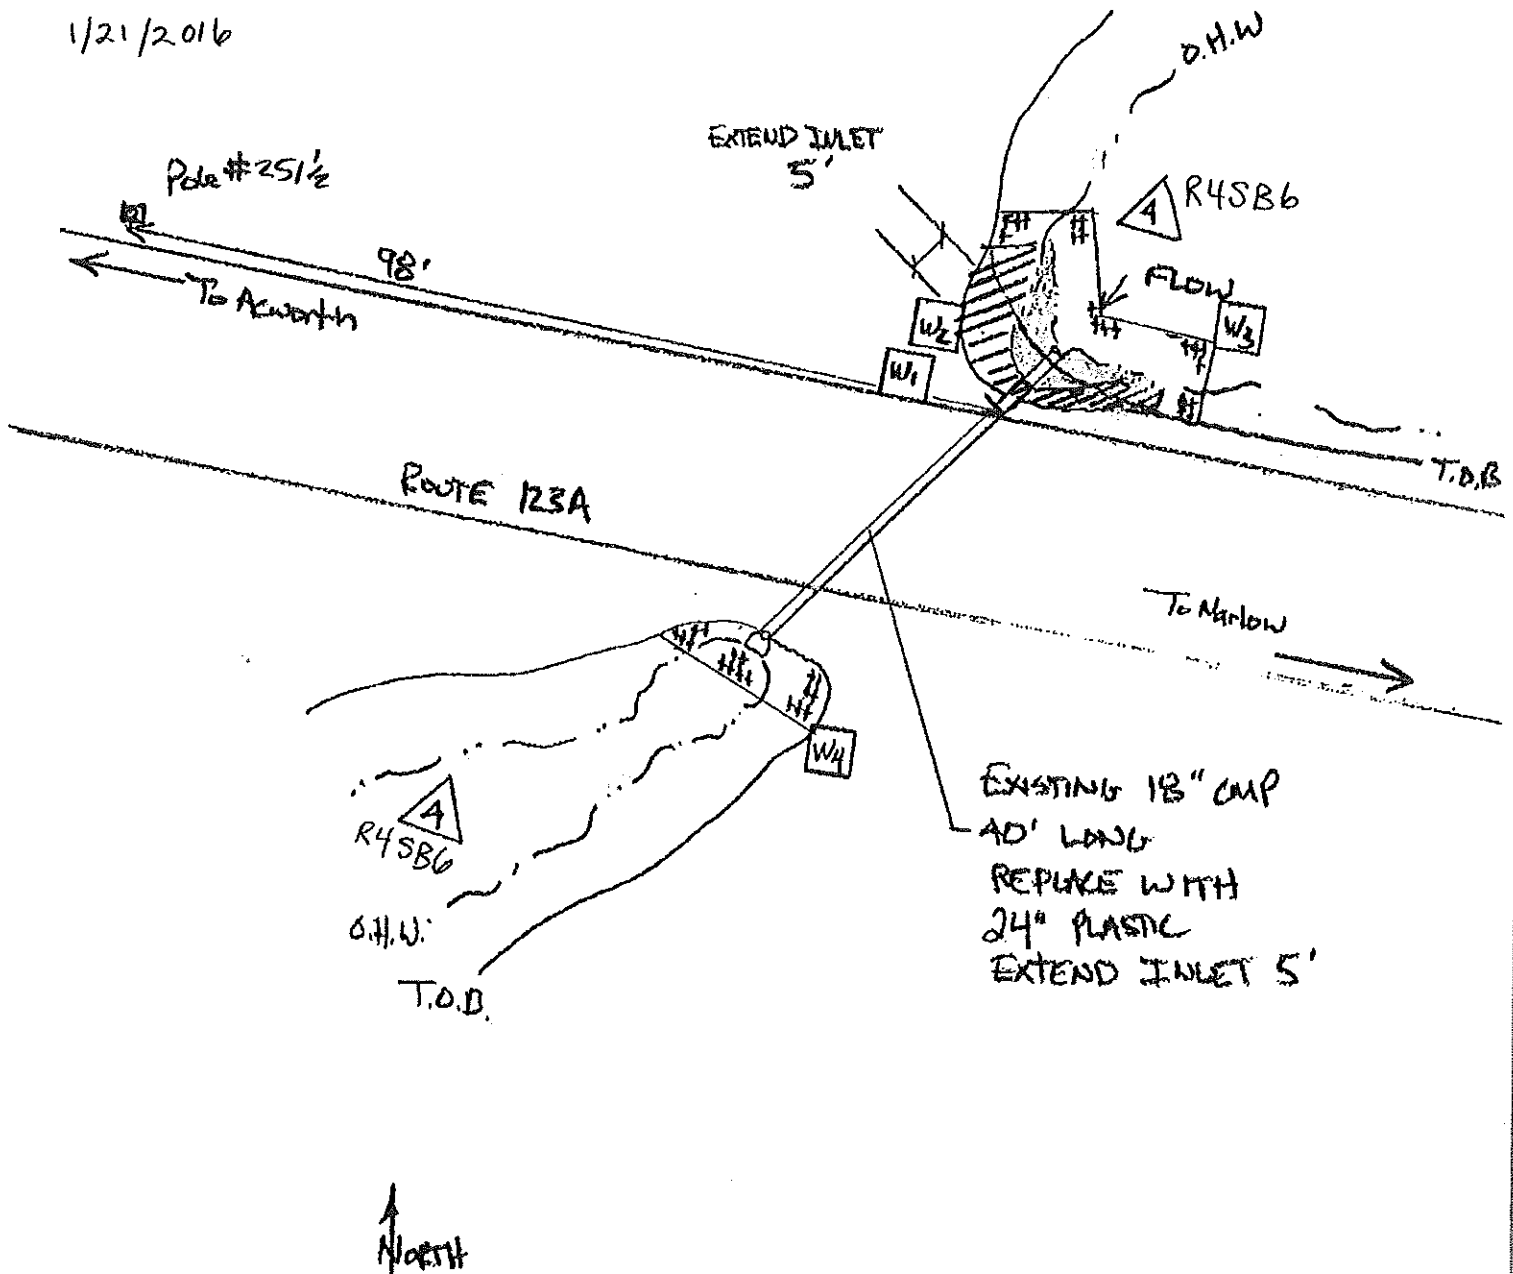 1/21/2016
O.H.W
EXTEND INLET
5'
Pole #251½
R4SB6
4
98'
FLOW
To Acworth
W2
W3
W1
T.O.B
ROUTE 123A
To Marlow
W4
EXISTING 18" CMP
40' LONG
REPLACE WITH
24" PLASTIC
EXTEND INLET 5'
4
R4SB6
O.H.W.
T.O.B.
NORTH